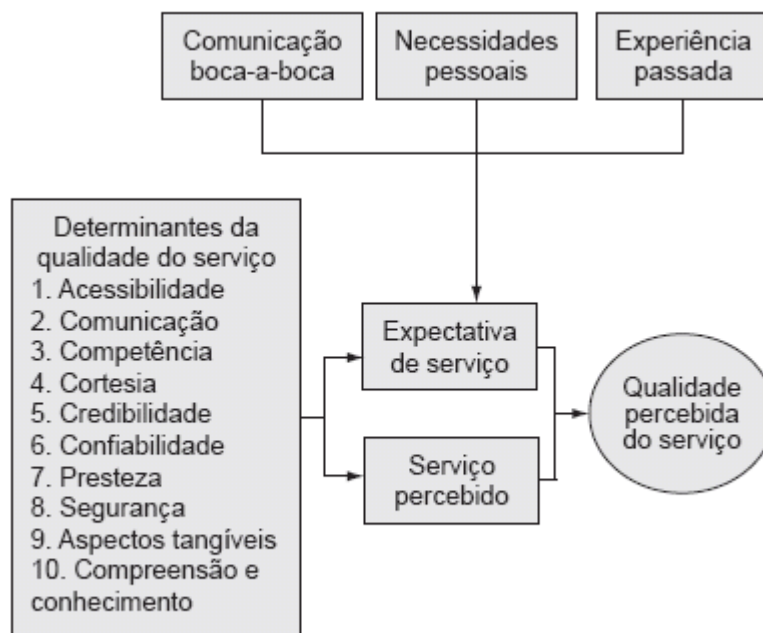 Comunicação
boca-a-boca
Necessidades
pessoais
Experiência
passada
Determinantes da
qualidade do serviço
1. Acessibilidade
2. Comunicação
3. Competência
4. Cortesia
5. Credibilidade
6. Confiabilidade
7. Presteza
8. Segurança
9. Aspectos tangíveis
10. Compreensão e
conhecimento
Expectativa
de serviço
Serviço
percebido
Qualidade
percebida
do serviço